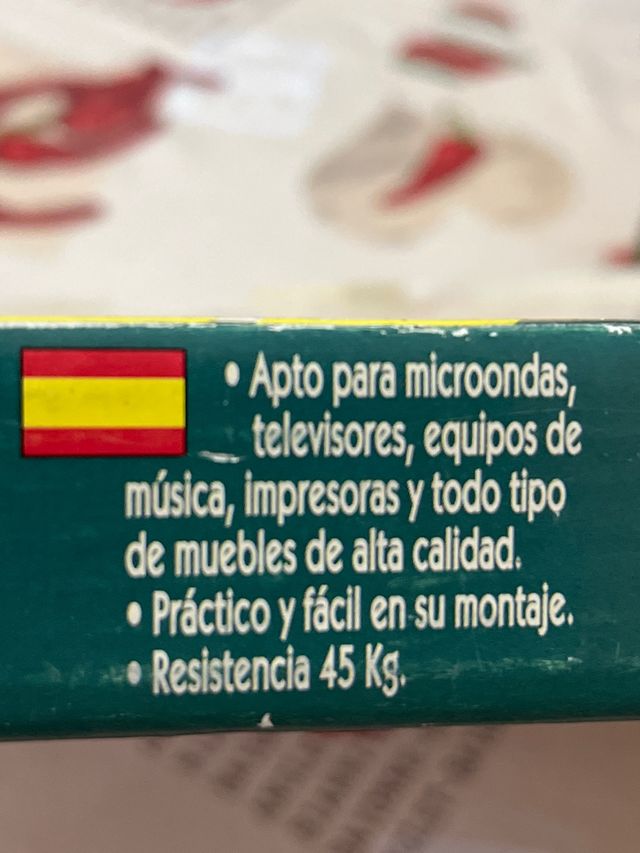 • Apto para microondas,
televisores, equipos de
música, impresoras y todo tipo
de muebles de alta calidad.
• Práctico y fácil en su montaje.
• Resistencia 45 Kg.